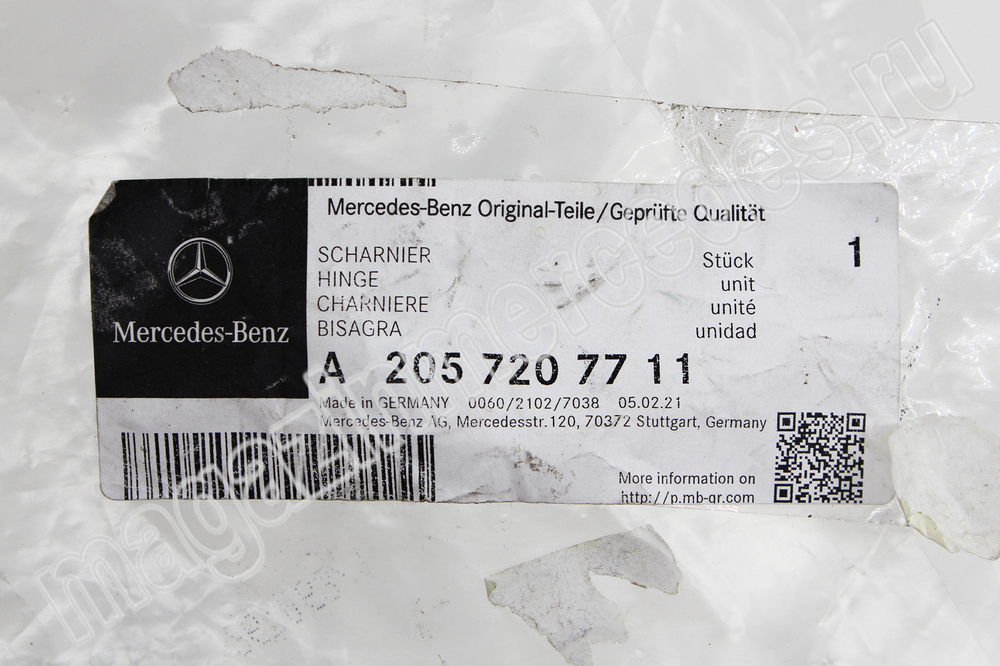 Mercedes-Benz Original-Teile/Geprüfte Qualität
SCHARNIER
HINGE
CHARNIERE
BISAGRA
Stück
unit
unité
unidad
1
Mercedes-Benz
A 205 720 77 11
Made in GERMANY 0060/2102/7038 05.02.21
Mercedes-Benz AG, Mercedesstr.120, 70372 Stuttgart, Germany
More information on
http://p.mb-qr.com
magazinmercedes.ru